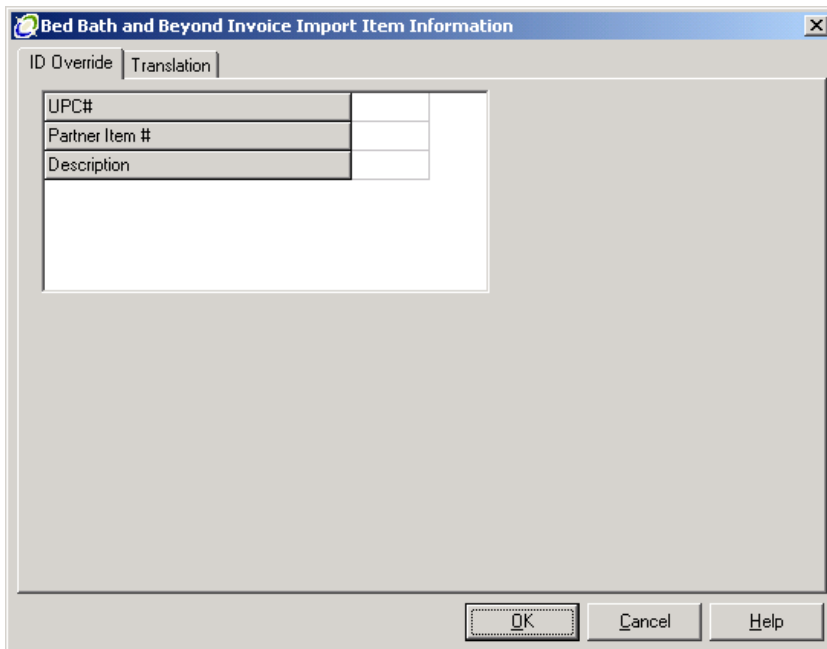 Bed Bath and Beyond Invoice Import Item Information
ID Override Translation
UPC#
Partner Item #
Description
OK Cancel Help